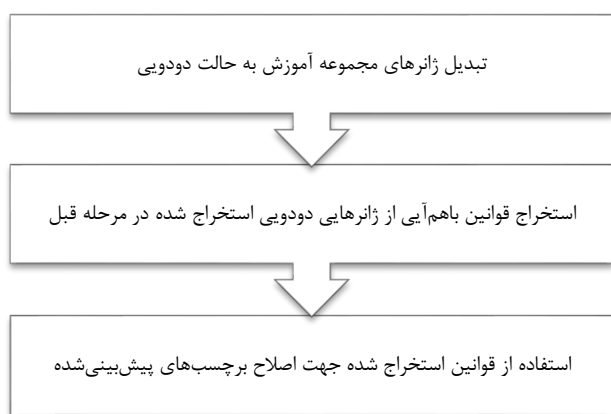 تبدیل ژانرهای مجموعه آموزش به حالت دودویی
استخراج قوانین باهم‌آیی از ژانرهایی دودویی استخراج شده در مرحله قبل
استفاده از قوانین استخراج شده جهت اصلاح برچسب‌های پیش‌بینی‌شده